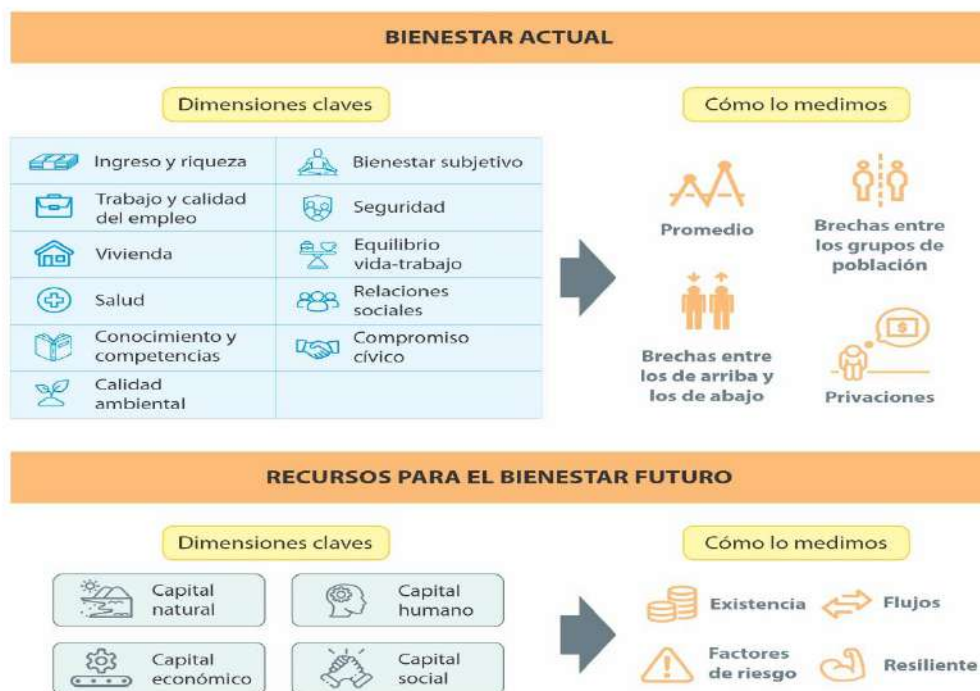 BIENESTAR ACTUAL
Dimensiones claves
Cómo lo medimos
Ingreso y riqueza
Bienestar subjetivo
Trabajo y calidad
del empleo
Seguridad
Vivienda
Equilibrio
vida-trabajo
Salud
Relaciones
sociales
Conocimiento y
competencias
Compromiso
cívico
Calidad
ambiental
Promedio
Brechas entre
los grupos de
población
Brechas entre
los de arriba y
los de abajo
$
Privaciones
RECURSOS PARA EL BIENESTAR FUTURO
Dimensiones claves
Cómo lo medimos
Capital
natural
Capital
humano
Capital
económico
Capital
social
Existencia
Flujos
Factores
de riesgo
Resiliente